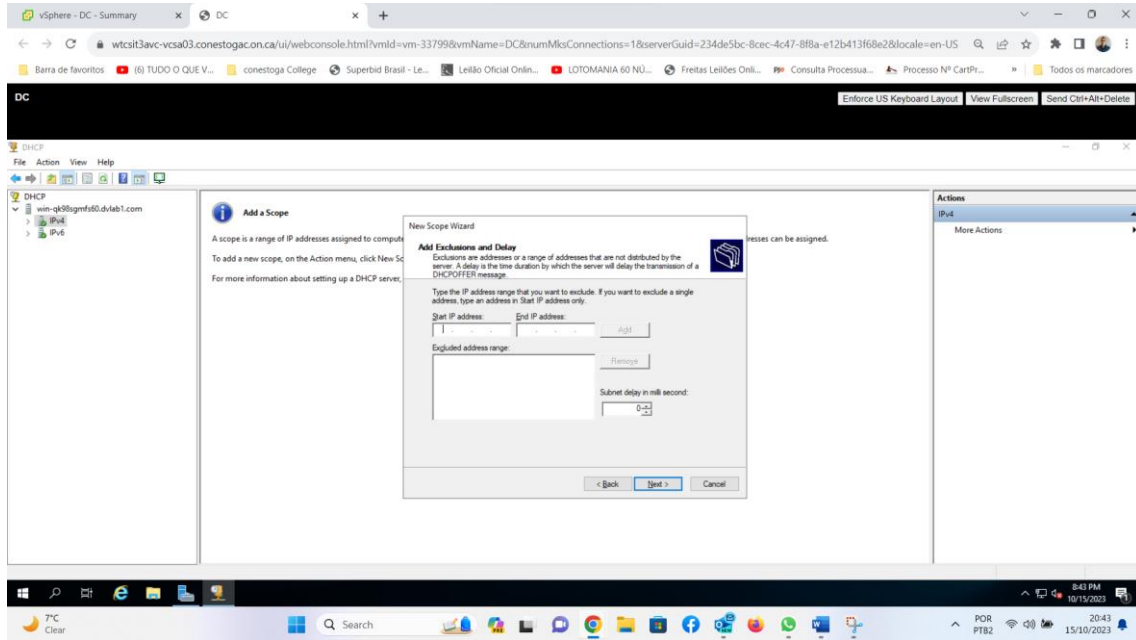 vSphere - DC - Summary
DC
wtcsit3avc-vcsa03.conestogac.on.ca/ui/webconsole.html?vmId=vm-33799&vmName=DC&numMksConnections=1&serverGuid=234de5bc-8cec-4c47-8f8a-e12b413f68e2&locale=en-US
Barra de favoritos (6) TUDO O QUE V... conestoga College Superbid Brasil - Le... Leilão Oficial Onlin... LOTOMANIA 60 NÚ... Freitas Leilões Onli... Consulta Processua... Processo Nº CartPr... » Todos os marcadores
DC
Enforce US Keyboard Layout View Fullscreen Send Ctrl+Alt+Delete
DHCP
File Action View Help
DHCP
win-qk98sgmfs60.dvlab1.com
IPv4
IPv6
Add a Scope
A scope is a range of IP addresses assigned to compute
resses can be assigned.
To add a new scope, on the Action menu, click New Sc
For more information about setting up a DHCP server,
New Scope Wizard
Add Exclusions and Delay
Exclusions are addresses or a range of addresses that are not distributed by the
server. A delay is the time duration by which the server will delay the transmission of a
DHCPOFFER message.
Type the IP address range that you want to exclude. If you want to exclude a single
address, type an address in Start IP address only.
Start IP address: End IP address:
Add
Excluded address range:
Remove
Subnet delay in milli second:
0
< Back Next > Cancel
Actions
IPv4
More Actions
8:43 PM
10/15/2023
7°C
Clear
Search
POR
PTB2
20:43
15/10/2023